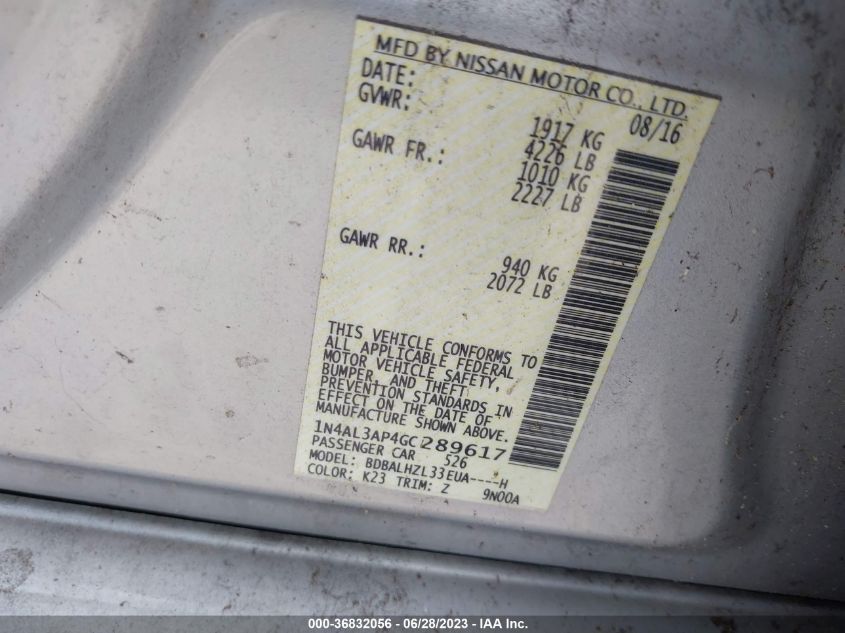 MFD BY NISSAN MOTOR CO., LTD.
DATE: 08/16
GVWR: 1917 KG
4226 LB
GAWR FR.: 1010 KG
2227 LB
GAWR RR.: 940 KG
2072 LB
THIS VEHICLE CONFORMS TO
ALL APPLICABLE FEDERAL
MOTOR VEHICLE SAFETY,
BUMPER, AND THEFT
PREVENTION STANDARDS IN
EFFECT ON THE DATE OF
MANUFACTURE SHOWN ABOVE.
1N4AL3AP4GC289617
PASSENGER CAR 526
MODEL: BDBALHZL33EUA----H
COLOR: K23 TRIM: Z 9N00A
000-36832056 - 06/28/2023 - IAA Inc.